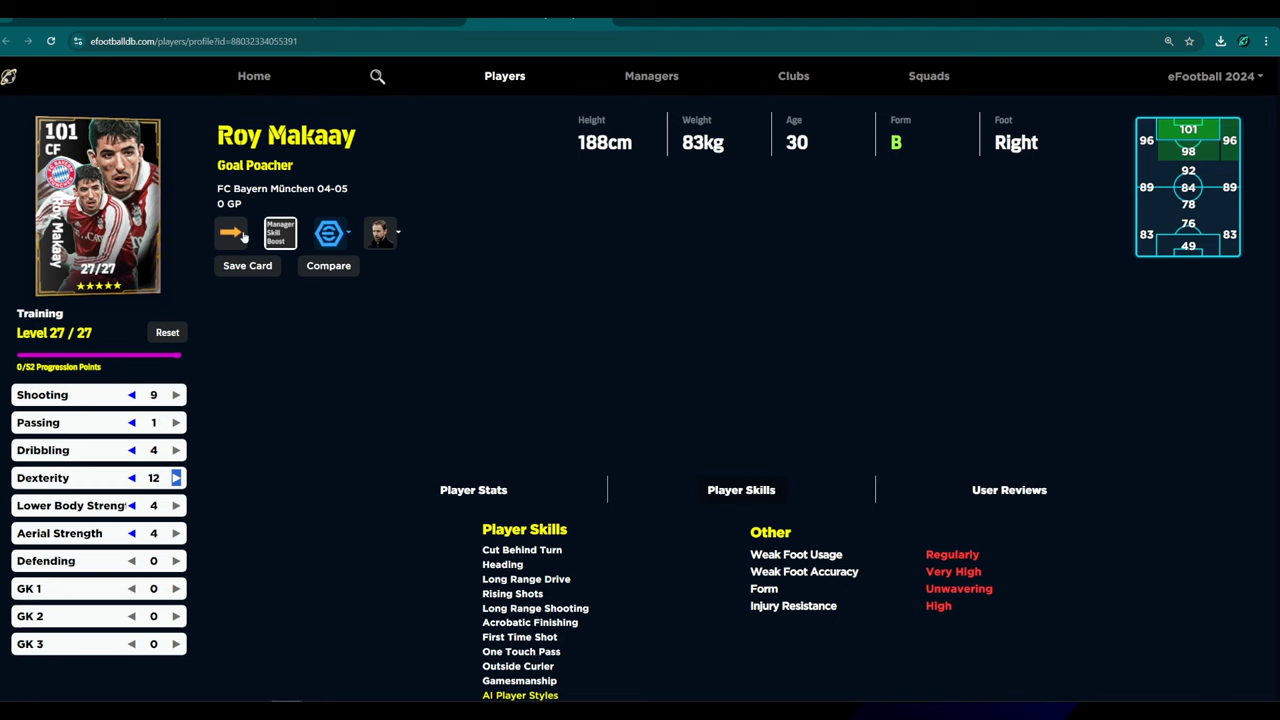 efootballdb.com/players/profile?id=88032334055391
Home
Players
Managers
Clubs
Squads
eFootball 2024
101
CF
Roy Makaay
27/27
★★★★★
Roy Makaay
Goal Poacher
FC Bayern München 04-05
0 GP
Manager
Skill
Boost
Save Card
Compare
Height
188cm
Weight
83kg
Age
30
Form
B
Foot
Right
101
96
98
96
92
89
84
89
78
76
83
83
49
Training
Level 27 / 27
Reset
0/52 Progression Points
Shooting 9
Passing 1
Dribbling 4
Dexterity 12
Lower Body Streng 4
Aerial Strength 4
Defending 0
GK 1 0
GK 2 0
GK 3 0
Player Stats
Player Skills
User Reviews
Player Skills
Cut Behind Turn
Heading
Long Range Drive
Rising Shots
Long Range Shooting
Acrobatic Finishing
First Time Shot
One Touch Pass
Outside Curler
Gamesmanship
AI Player Styles
Other
Weak Foot Usage Regularly
Weak Foot Accuracy Very High
Form Unwavering
Injury Resistance High